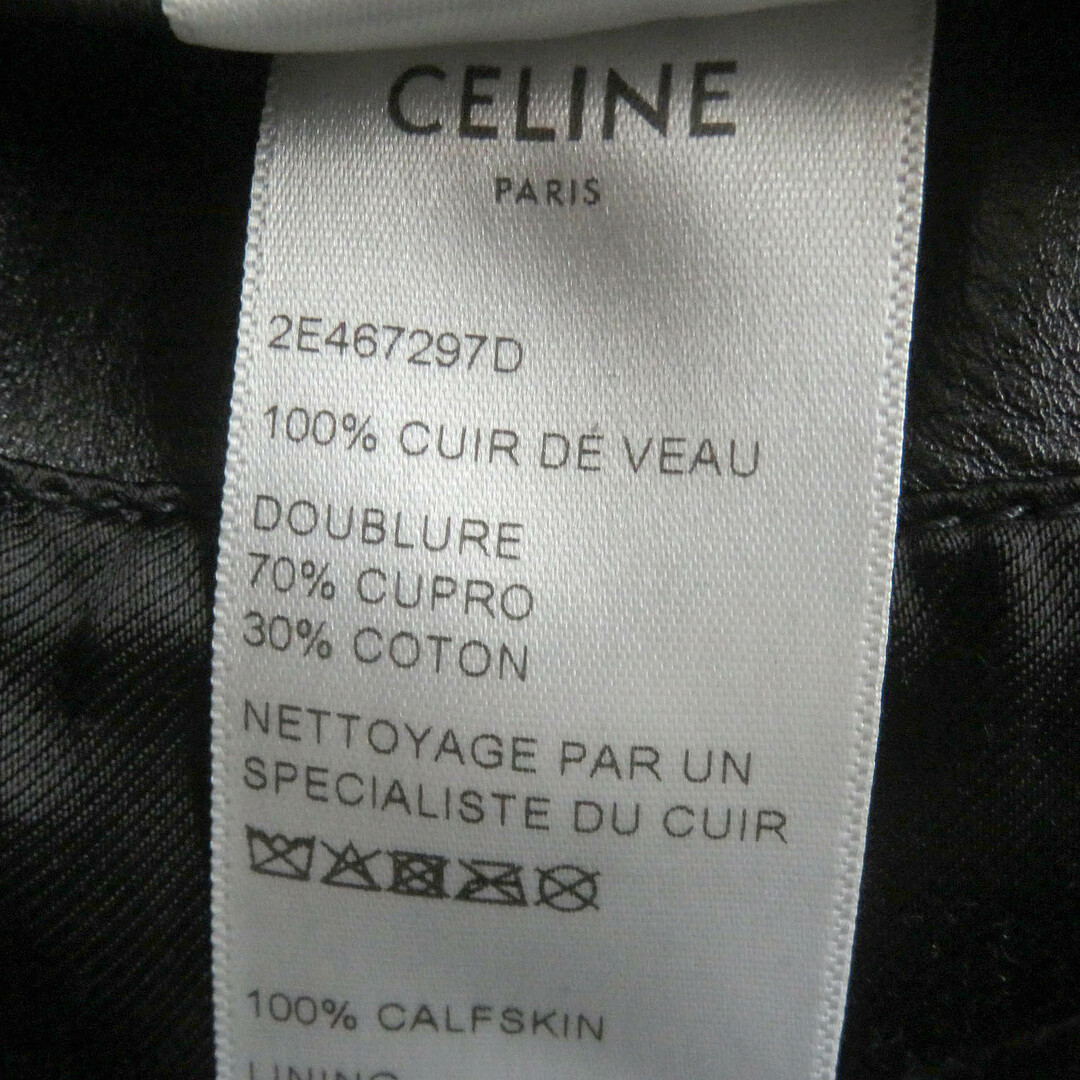 CELINE
PARIS
2E467297D
100% CUIR DE VEAU
DOUBLURE
70% CUPRO
30% COTON
NETTOYAGE PAR UN
SPECIALISTE DU CUIR
100% CALFSKIN
LINING